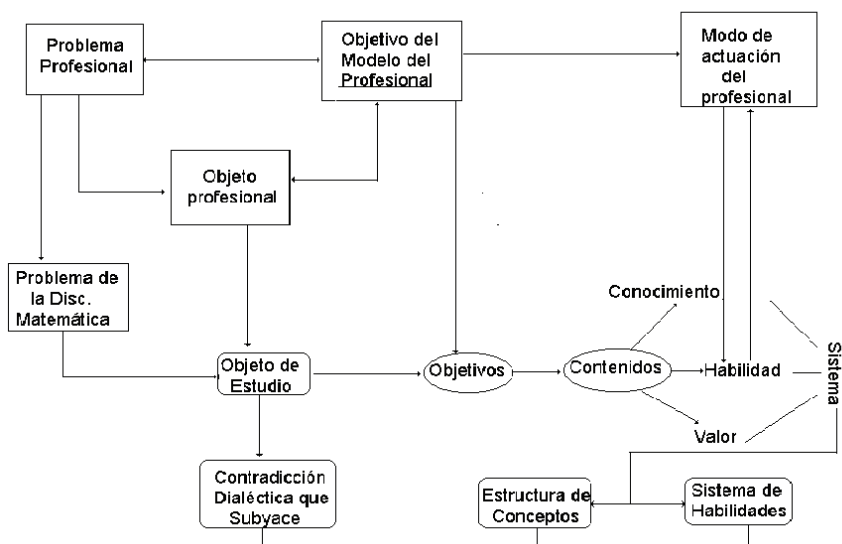 Problema
Profesional
Objetivo del
Modelo del
Profesional
Modo de
actuación
del
profesional
Objeto
profesional
Problema de
la Disc.
Matemática
Conocimiento
Objeto de
Estudio
Objetivos
Contenidos
Habilidad
Sistema
Valor
Contradicción
Dialéctica que
Subyace
Estructura de
Conceptos
Sistema de
Habilidades